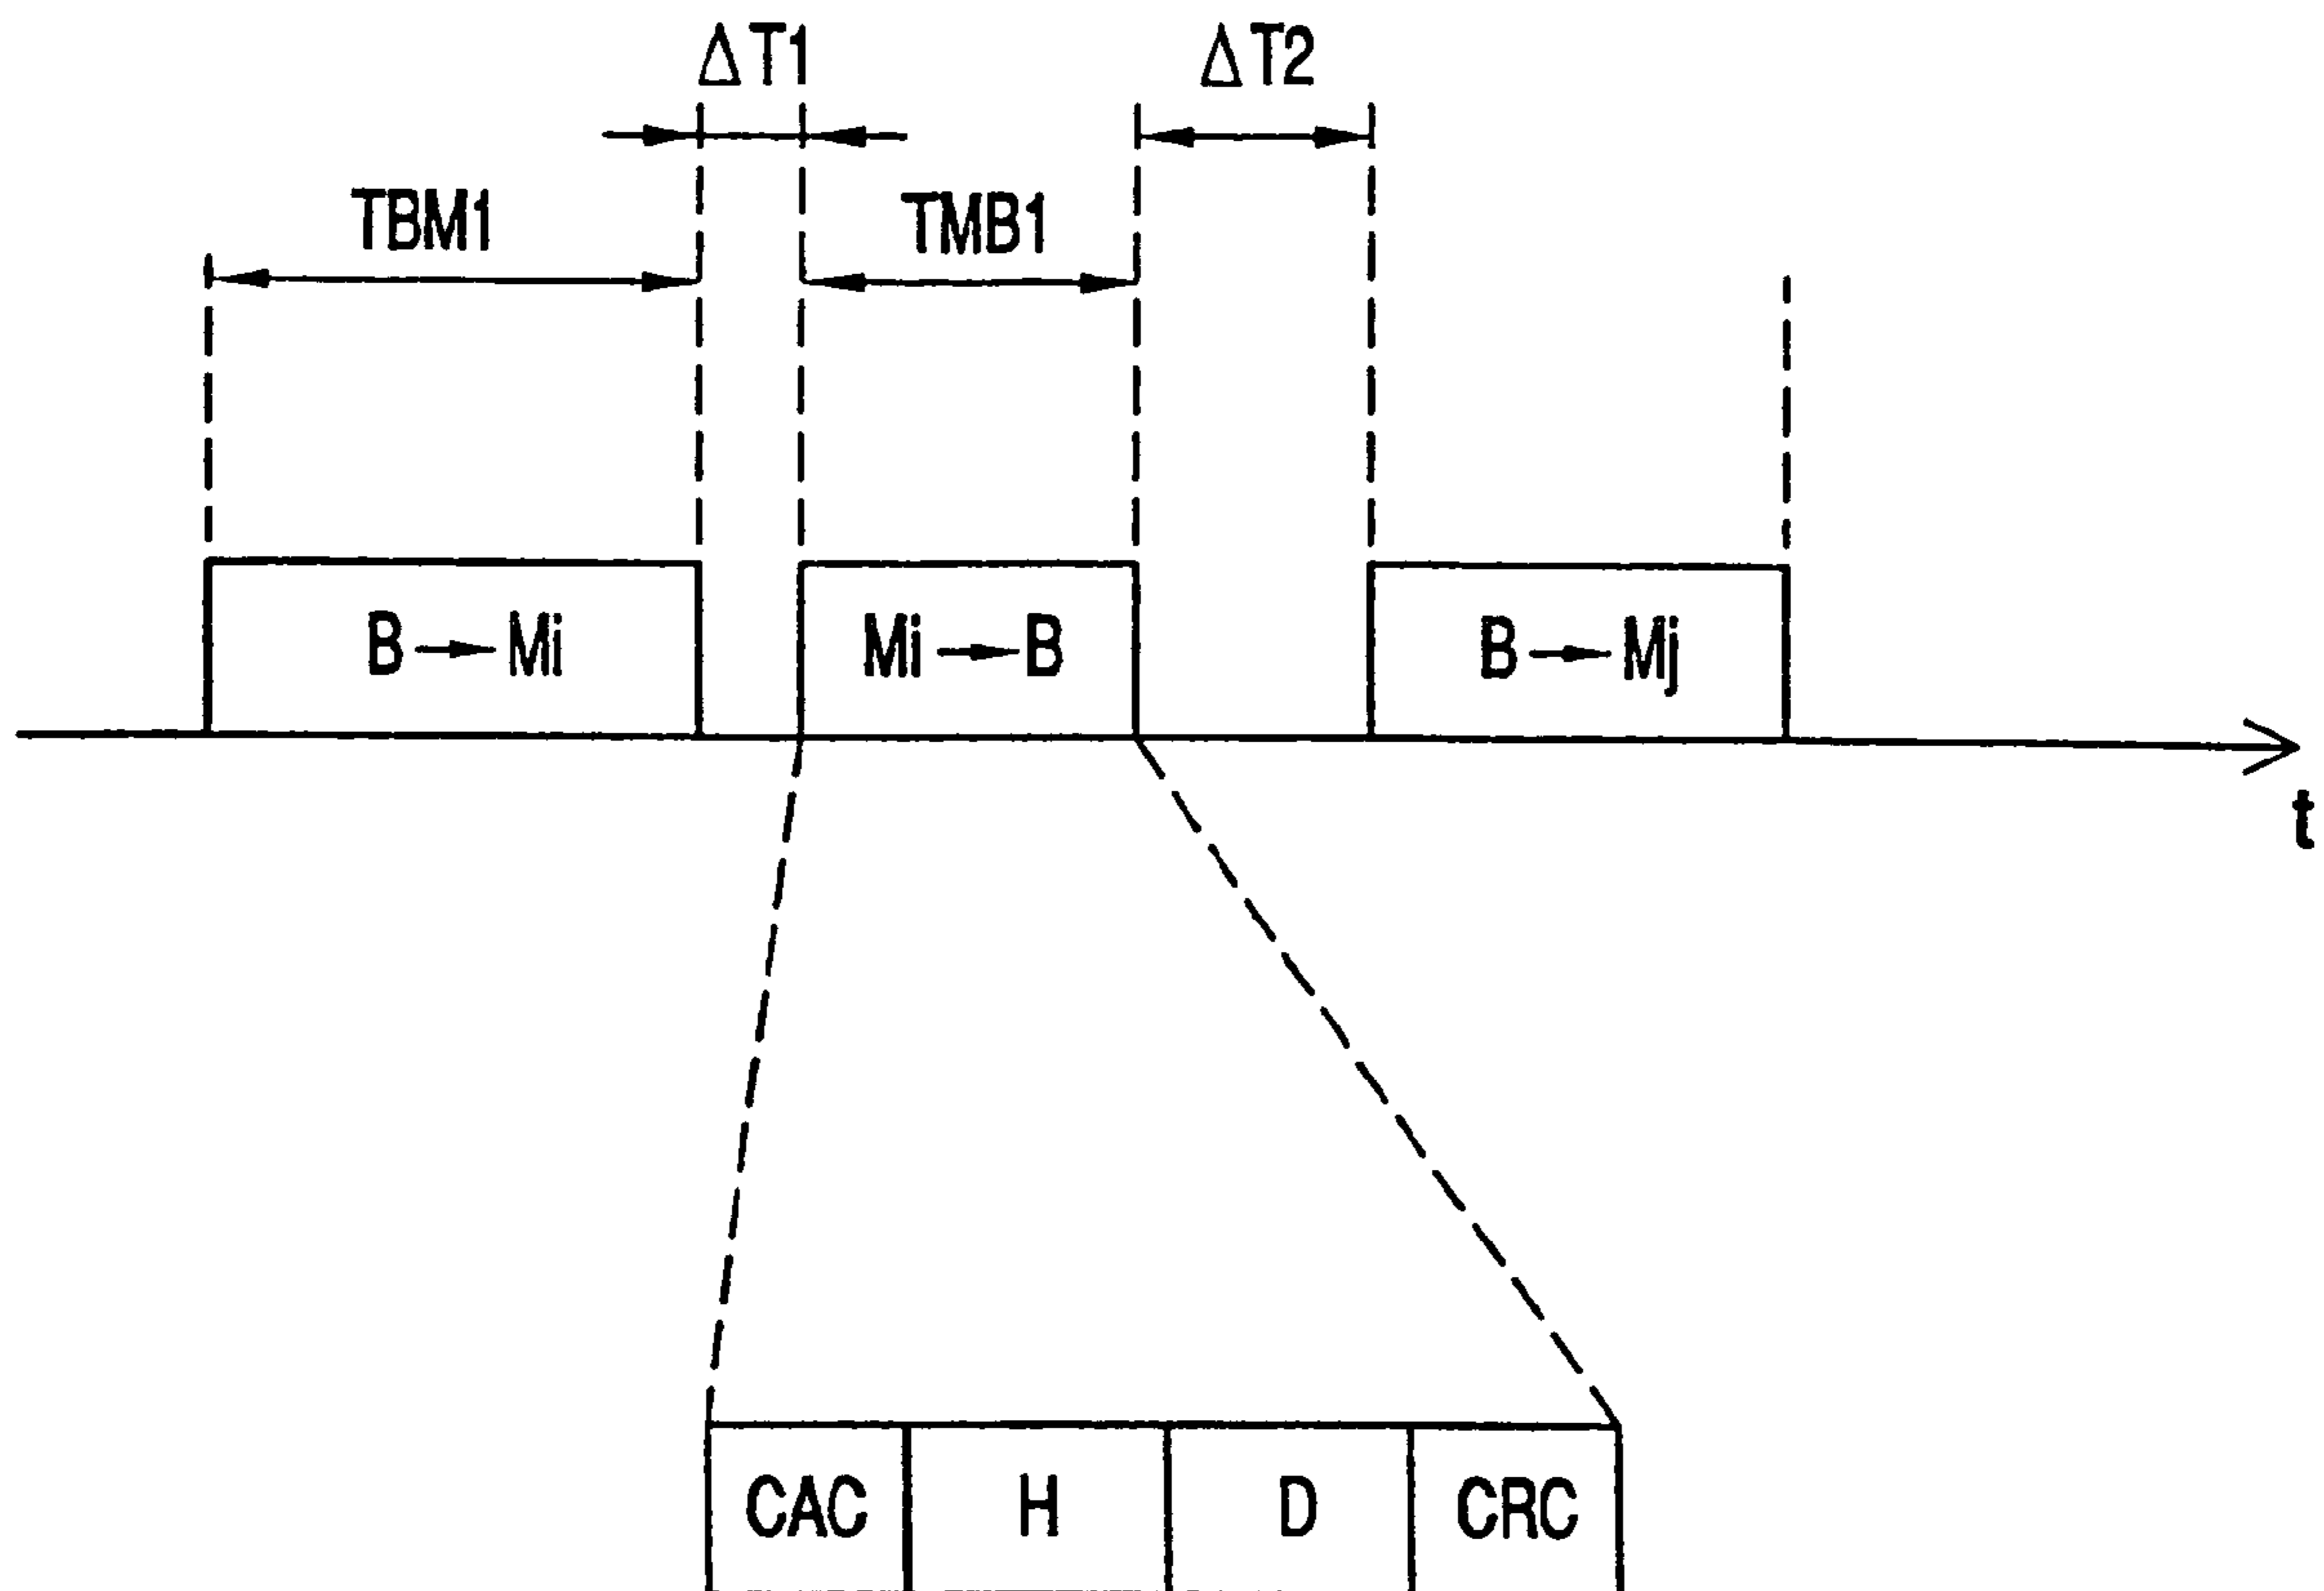 ΔT1 ΔT2
TBM1 TMB1
B→Mi Mi→B B→Mj
t
CAC H D CRC